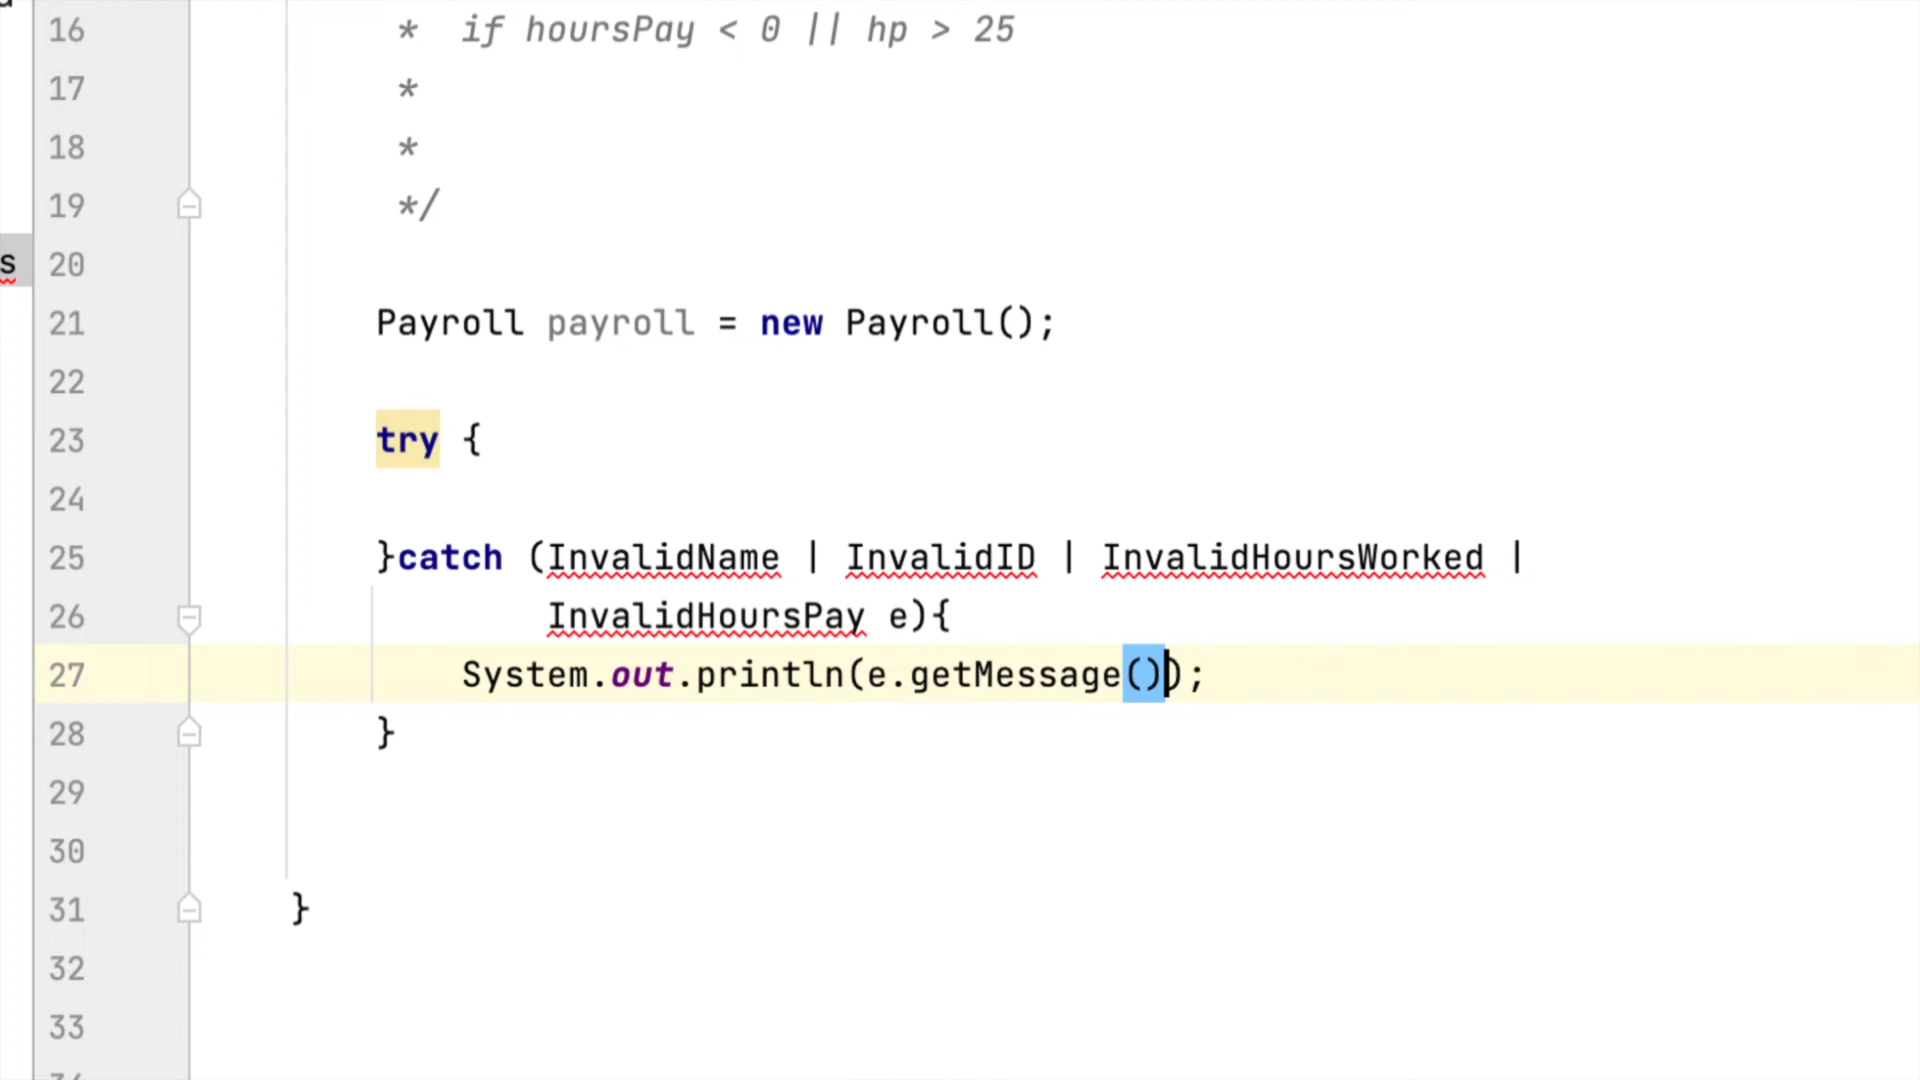 16 * if hoursPay < 0 || hp > 25
17 *
18 *
19 */
s 20
21 Payroll payroll = new Payroll();
22
23 try {
24
25 }catch (InvalidName | InvalidID | InvalidHoursWorked |
26 InvalidHoursPay e){
27 System.out.println(e.getMessage());
28 }
29
30
31 }
32
33